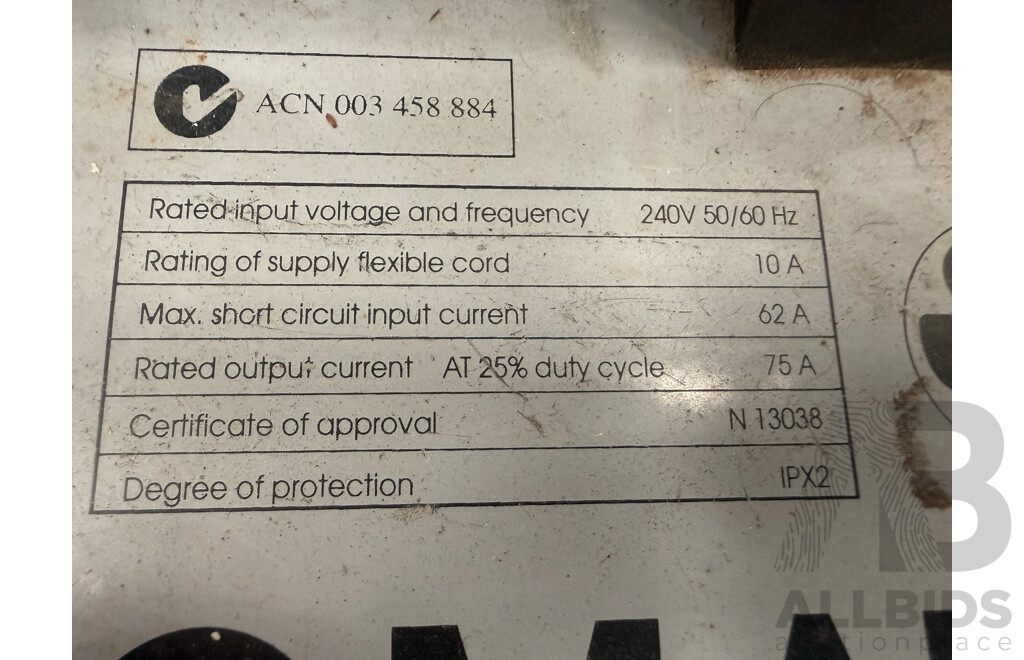 ACN 003 458 884
Rated input voltage and frequency 240V 50/60 Hz
Rating of supply flexible cord 10 A
Max. short circuit input current 62 A
Rated output current AT 25% duty cycle 75 A
Certificate of approval N 13038
Degree of protection IPX2
AB
ALLBIDS
auctionplace